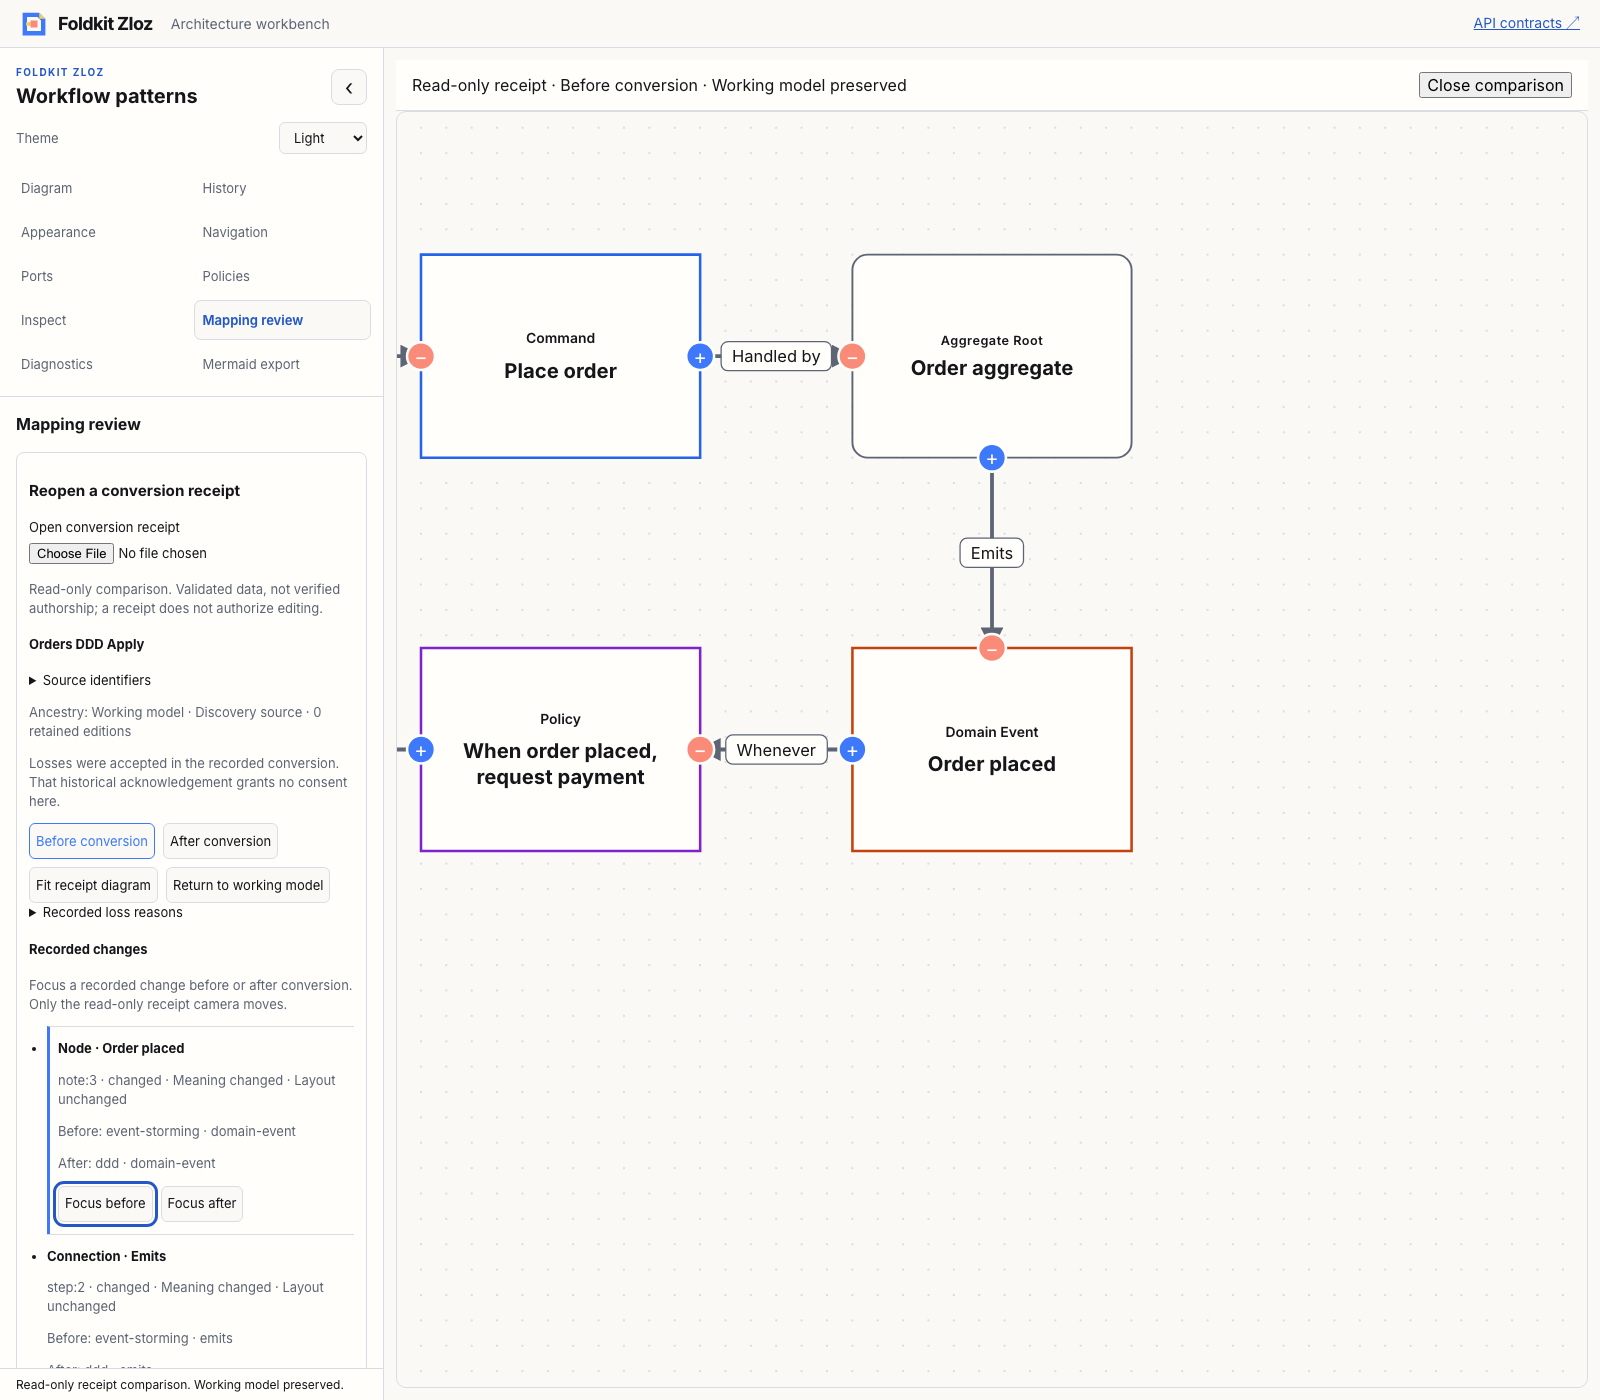 Foldkit Zloz
Architecture workbench
API contracts ↗
FOLDKIT ZLOZ
Workflow patterns
Theme
Light
Diagram
History
Appearance
Navigation
Ports
Policies
Inspect
Mapping review
Diagnostics
Mermaid export
Mapping review
Reopen a conversion receipt
Open conversion receipt
Choose File No file chosen
Read-only comparison. Validated data, not verified
authorship; a receipt does not authorize editing.
Orders DDD Apply
Source identifiers
Ancestry: Working model · Discovery source · 0
retained editions
Losses were accepted in the recorded conversion.
That historical acknowledgement grants no consent
here.
Before conversion
After conversion
Fit receipt diagram
Return to working model
Recorded loss reasons
Recorded changes
Focus a recorded change before or after conversion.
Only the read-only receipt camera moves.
Node · Order placed
note:3 · changed · Meaning changed · Layout
unchanged
Before: event-storming · domain-event
After: ddd · domain-event
Focus before
Focus after
Connection · Emits
step:2 · changed · Meaning changed · Layout
unchanged
Before: event-storming · emits
Read-only receipt comparison. Working model preserved.
Read-only receipt · Before conversion · Working model preserved
Close comparison
Command
Place order
Handled by
Aggregate Root
Order aggregate
Emits
Policy
When order placed,
request payment
Whenever
Domain Event
Order placed